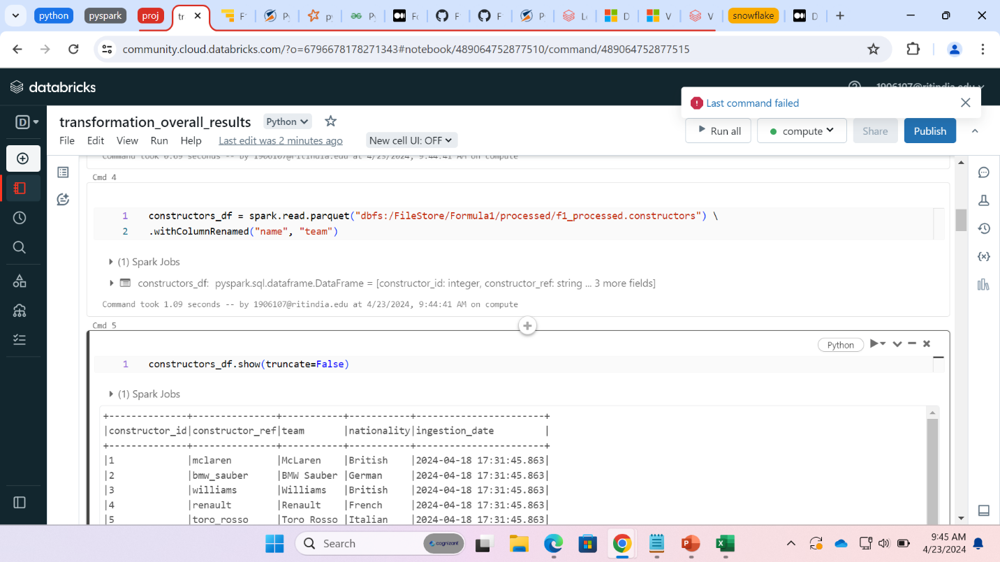 python
pyspark
proj
tr
F1
Py
py
Py
Fo
F
F
Py
Lo
D
V
V
snowflake
D
community.cloud.databricks.com/?o=6796678178271343#notebook/489064752877510/command/489064752877515
databricks
1906107@ritindia.edu
Last command failed
D
transformation_overall_results
Python
File Edit View Run Help
Last edit was 2 minutes ago
New cell UI: OFF
Run all
compute
Share
Publish
Command took 0.69 seconds -- by 1906107@ritindia.edu at 4/23/2024, 9:44:41 AM on compute
Cmd 4
1 constructors_df = spark.read.parquet("dbfs:/FileStore/Formula1/processed/f1_processed.constructors") \
2 .withColumnRenamed("name", "team")
(1) Spark Jobs
constructors_df: pyspark.sql.dataframe.DataFrame = [constructor_id: integer, constructor_ref: string ... 3 more fields]
Command took 1.09 seconds -- by 1906107@ritindia.edu at 4/23/2024, 9:44:41 AM on compute
Cmd 5
Python
1 constructors_df.show(truncate=False)
(1) Spark Jobs
+--------------+---------------+-----------+-----------+-----------------------+
|constructor_id|constructor_ref|team |nationality|ingestion_date |
+--------------+---------------+-----------+-----------+-----------------------+
|1 |mclaren |McLaren |British |2024-04-18 17:31:45.863|
|2 |bmw_sauber |BMW Sauber |German |2024-04-18 17:31:45.863|
|3 |williams |Williams |British |2024-04-18 17:31:45.863|
|4 |renault |Renault |French |2024-04-18 17:31:45.863|
|5 |toro_rosso |Toro Rosso |Italian |2024-04-18 17:31:45.863|
Search
cognizant
9:45 AM
4/23/2024